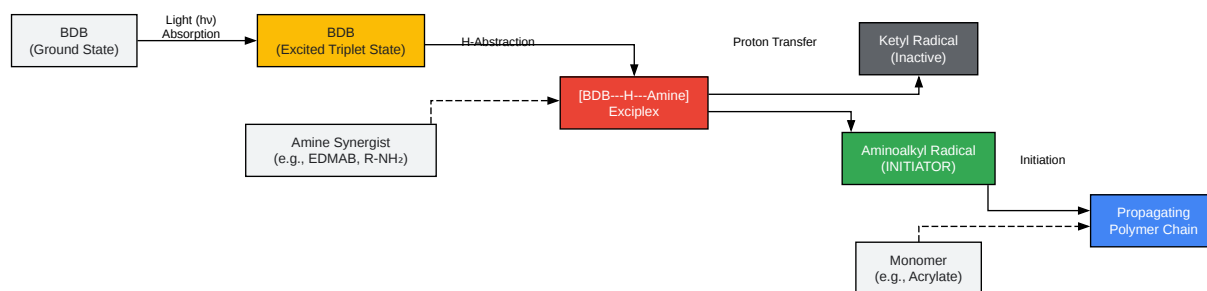 BDB
(Ground State)
Light (hν)
Absorption
BDB
(Excited Triplet State)
H-Abstraction
Proton Transfer
Ketyl Radical
(Inactive)
[BDB---H---Amine]
Exciplex
Amine Synergist
(e.g., EDMAB, R-NH₂)
Aminoalkyl Radical
(INITIATOR)
Initiation
Propagating
Polymer Chain
Monomer
(e.g., Acrylate)